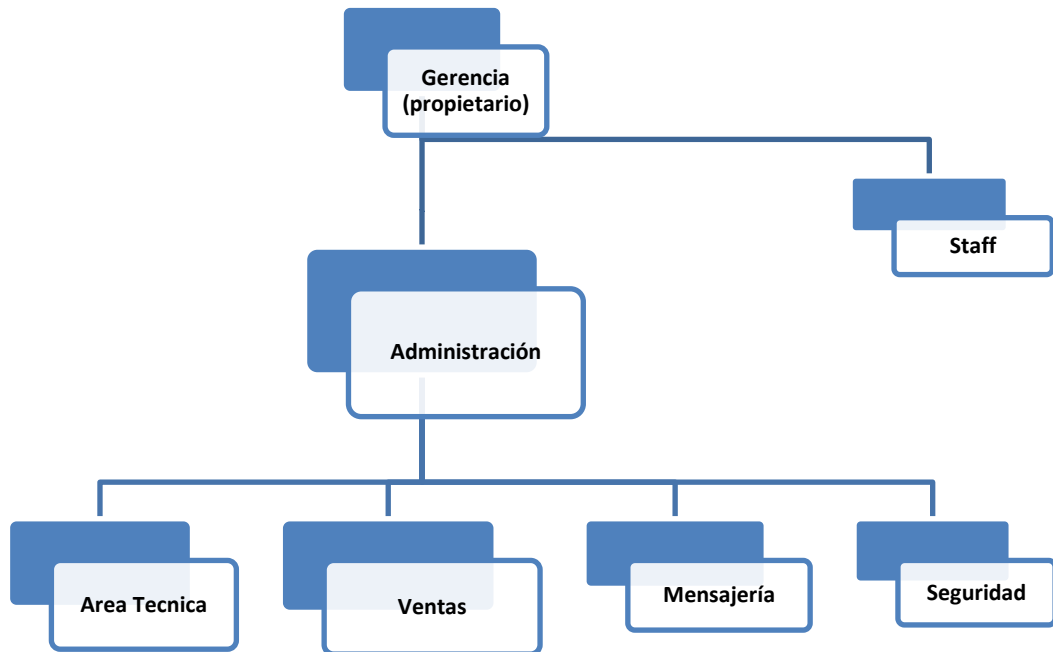 Gerencia
(propietario)
Staff
Administración
Area Tecnica
Ventas
Mensajería
Seguridad